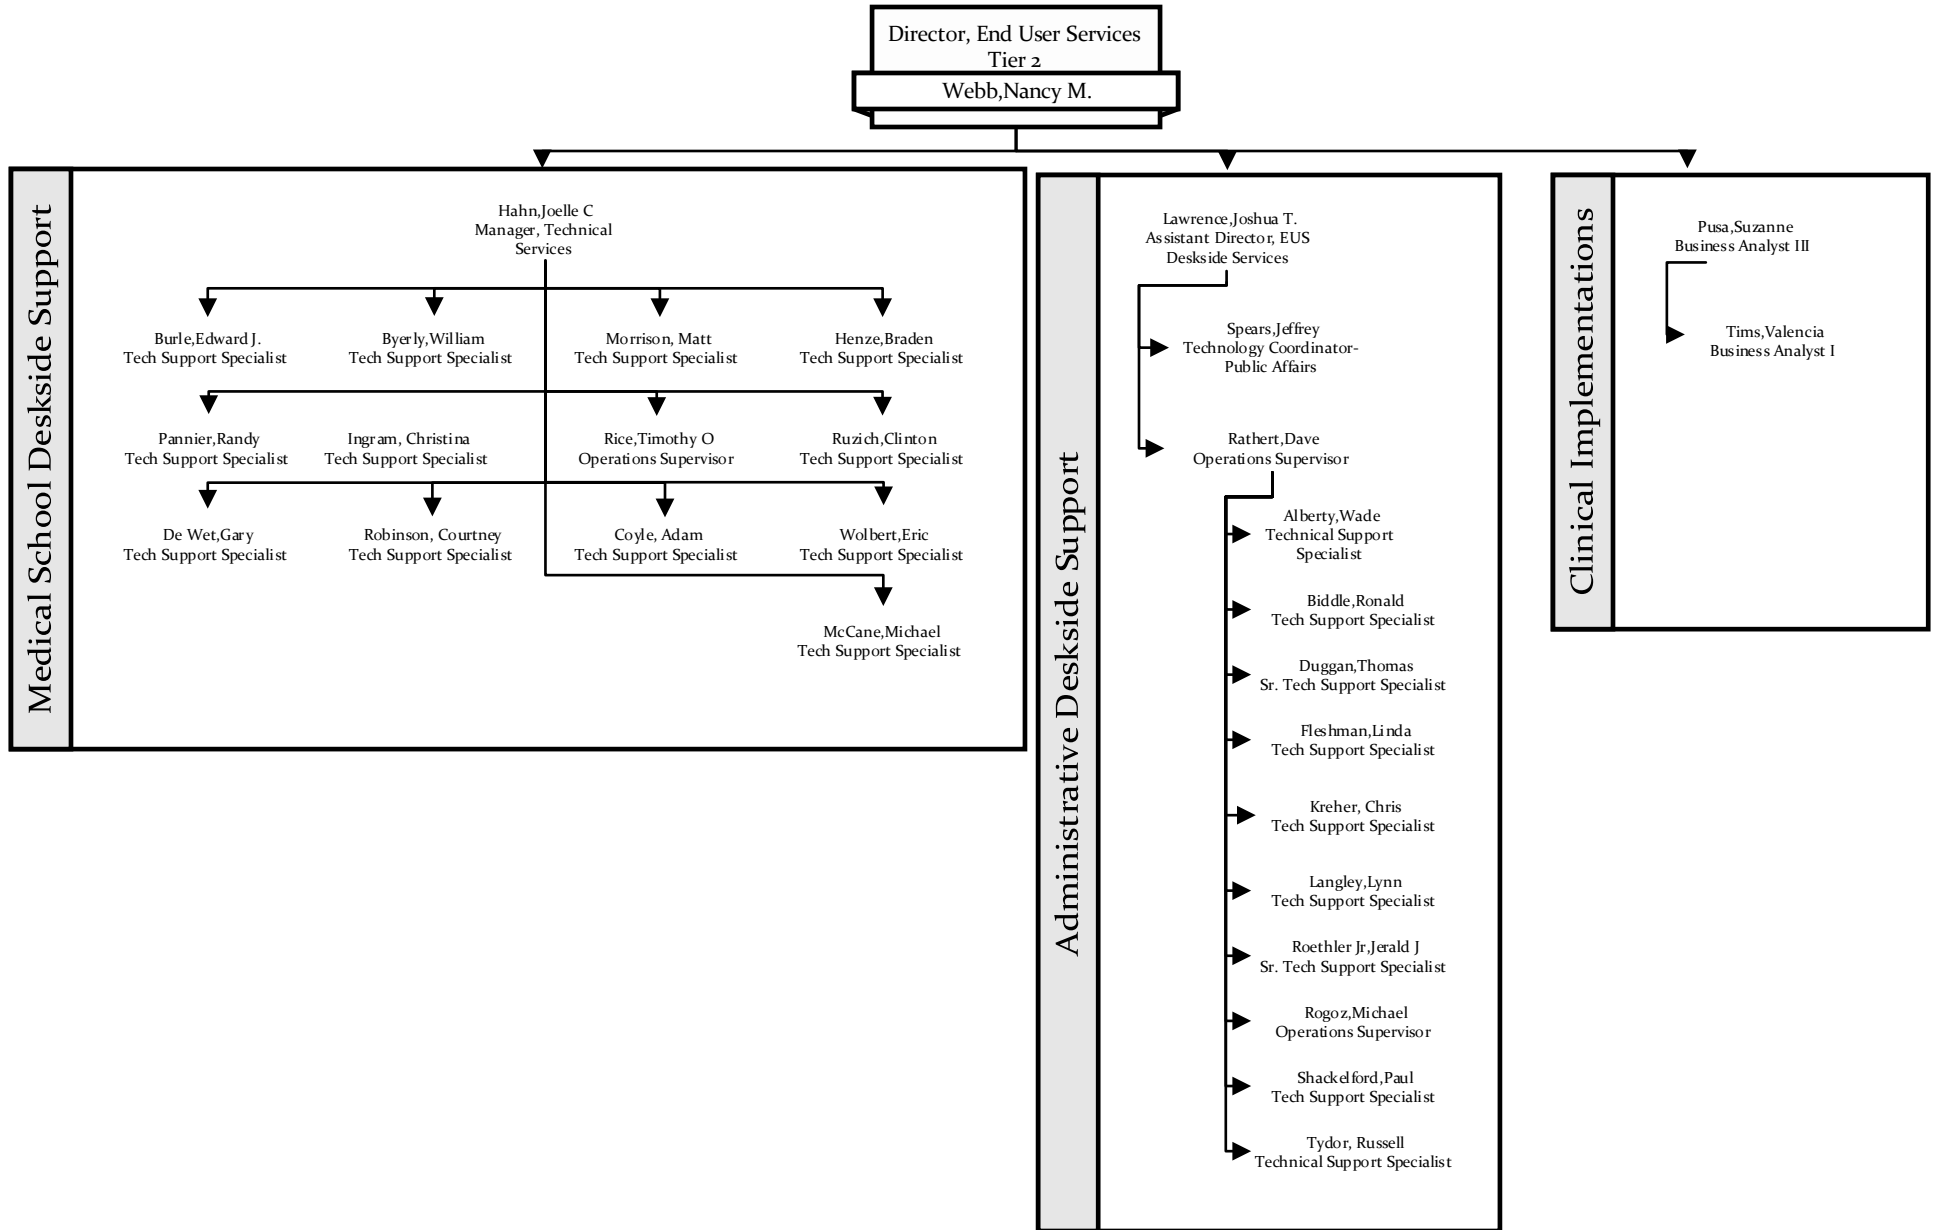 Director, End User Services
Tier 2
Webb,Nancy M.
Medical School Deskside Support
Hahn,Joelle C
Manager, Technical
Services
Burle,Edward J.
Tech Support Specialist
Byerly,William
Tech Support Specialist
Morrison, Matt
Tech Support Specialist
Henze,Braden
Tech Support Specialist
Pannier,Randy
Tech Support Specialist
Ingram, Christina
Tech Support Specialist
Rice,Timothy O
Operations Supervisor
Ruzich,Clinton
Tech Support Specialist
De Wet,Gary
Tech Support Specialist
Robinson, Courtney
Tech Support Specialist
Coyle, Adam
Tech Support Specialist
Wolbert,Eric
Tech Support Specialist
McCane,Michael
Tech Support Specialist
Administrative Deskside Support
Lawrence,Joshua T.
Assistant Director, EUS
Deskside Services
Spears,Jeffrey
Technology Coordinator-
Public Affairs
Rathert,Dave
Operations Supervisor
Alberty,Wade
Technical Support
Specialist
Biddle,Ronald
Tech Support Specialist
Duggan,Thomas
Sr. Tech Support Specialist
Fleshman,Linda
Tech Support Specialist
Kreher, Chris
Tech Support Specialist
Langley,Lynn
Tech Support Specialist
Roethler Jr,Jerald J
Sr. Tech Support Specialist
Rogoz,Michael
Operations Supervisor
Shackelford,Paul
Tech Support Specialist
Tydor, Russell
Technical Support Specialist
Clinical Implementations
Pusa,Suzanne
Business Analyst III
Tims,Valencia
Business Analyst I